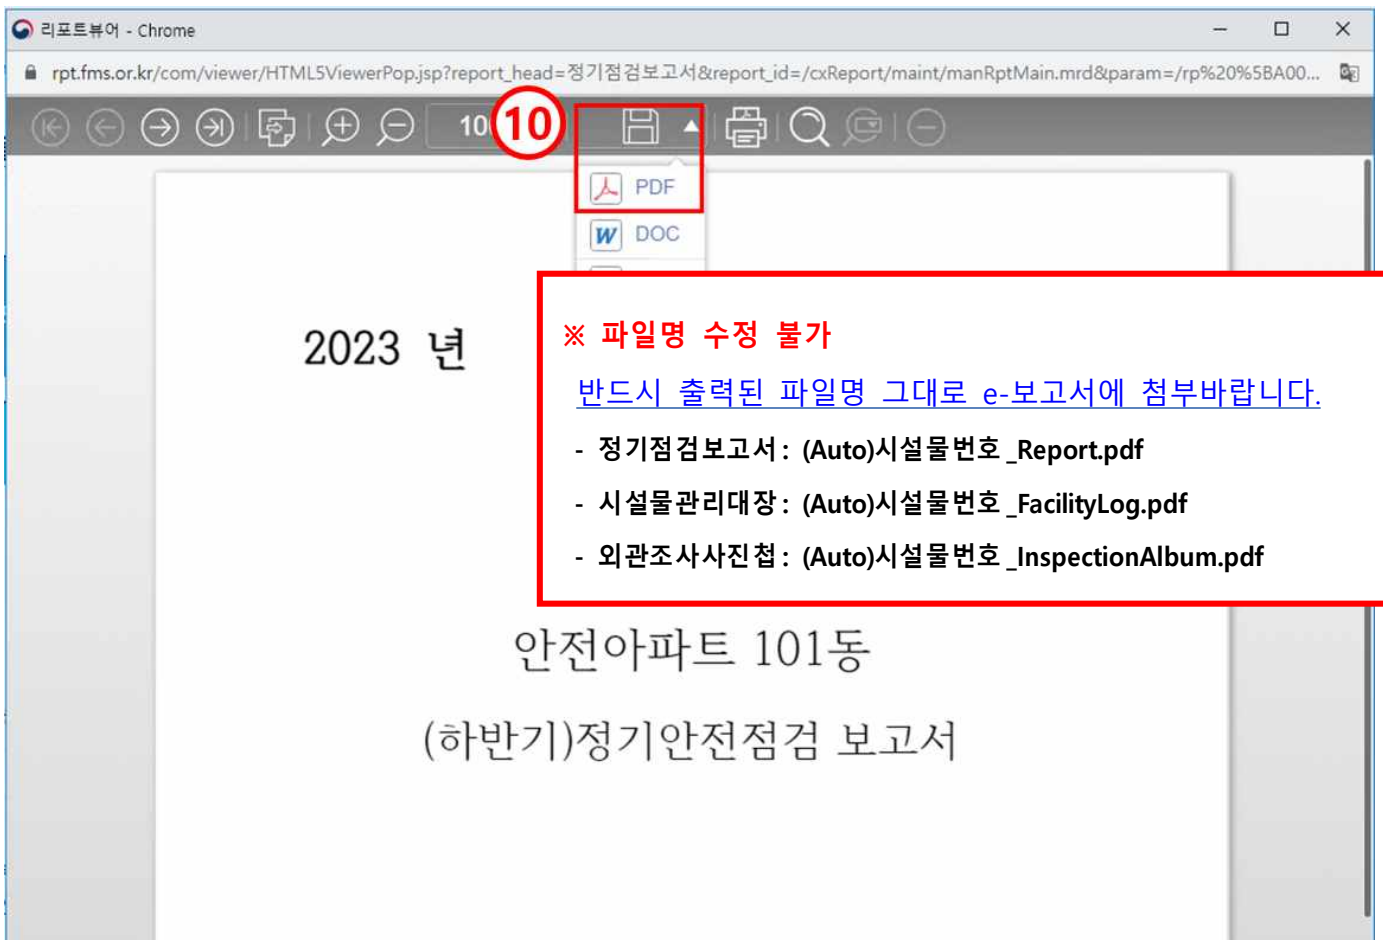 리포트뷰어 - Chrome
rpt.fms.or.kr/com/viewer/HTML5ViewerPop.jsp?report_head=정기점검보고서&report_id=/cxReport/maint/manRptMain.mrd&param=/rp%20%5BA00...
10
10
PDF
W DOC
2023 년
※ 파일명 수정 불가
반드시 출력된 파일명 그대로 e-보고서에 첨부바랍니다.
- 정기점검보고서: (Auto)시설물번호_Report.pdf
- 시설물관리대장: (Auto)시설물번호_FacilityLog.pdf
- 외관조사사진첩: (Auto)시설물번호_InspectionAlbum.pdf
안전아파트 101동
(하반기)정기안전점검 보고서